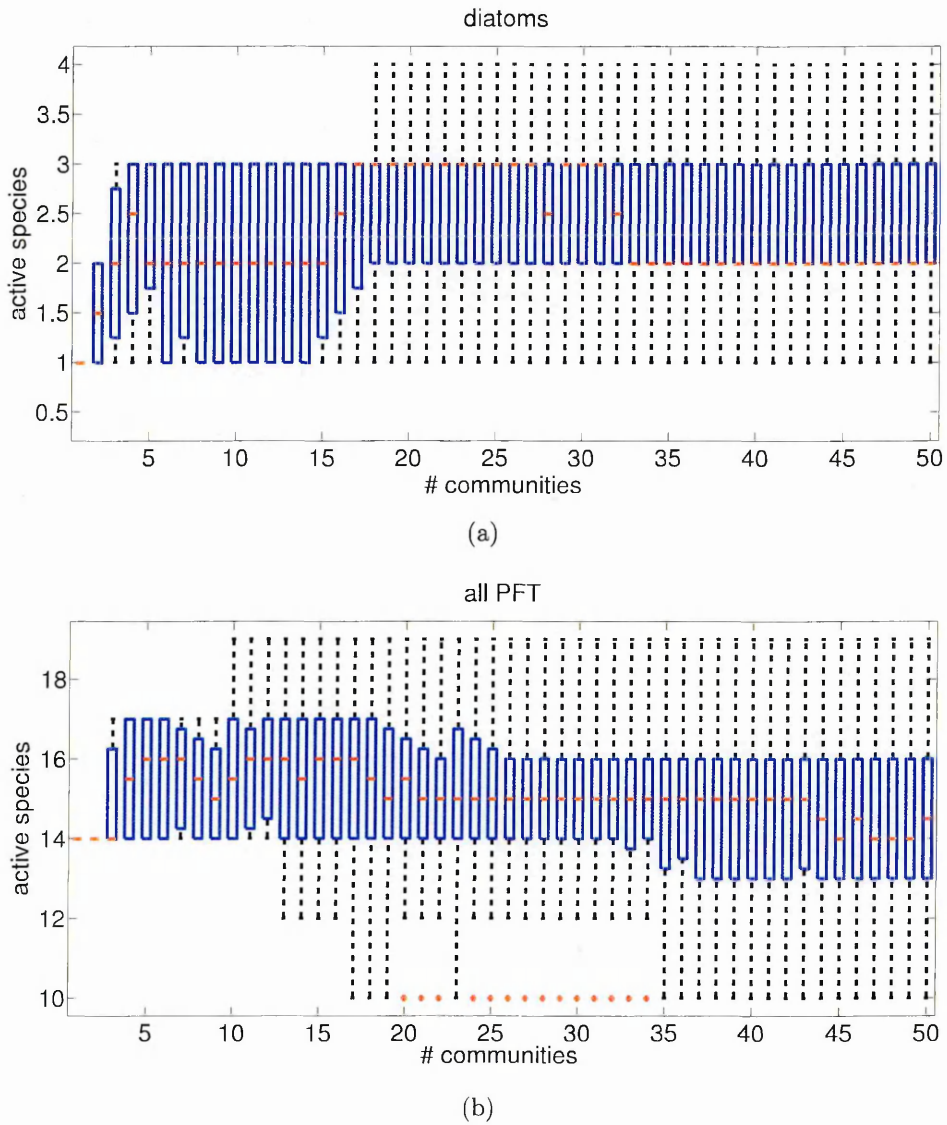 diatoms
4
3.5
3
2.5
2
1.5
1
0.5
active species
5 10 15 20 25 30 35 40 45 50
# communities
(a)
all PFT
18
16
14
12
10
active species
5 10 15 20 25 30 35 40 45 50
# communities
(b)